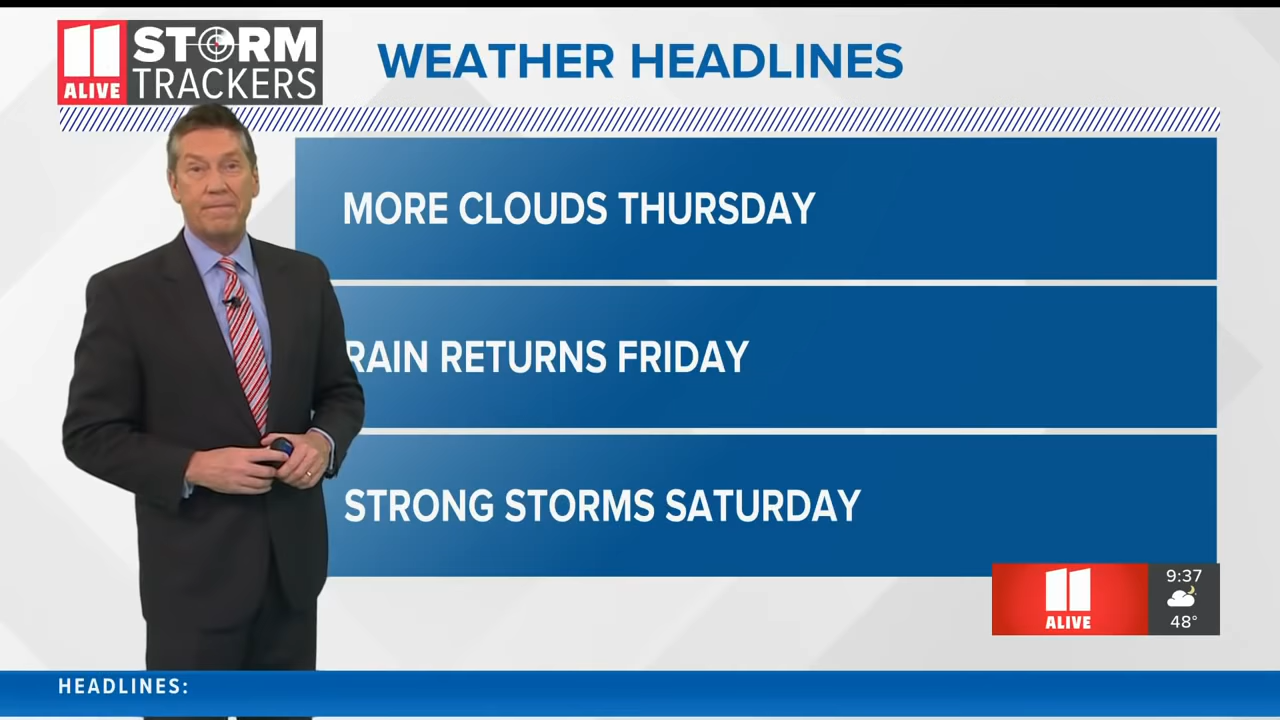 11
ALIVE
STORM
TRACKERS
WEATHER HEADLINES
MORE CLOUDS THURSDAY
RAIN RETURNS FRIDAY
STRONG STORMS SATURDAY
11
ALIVE
9:37
48°
HEADLINES: